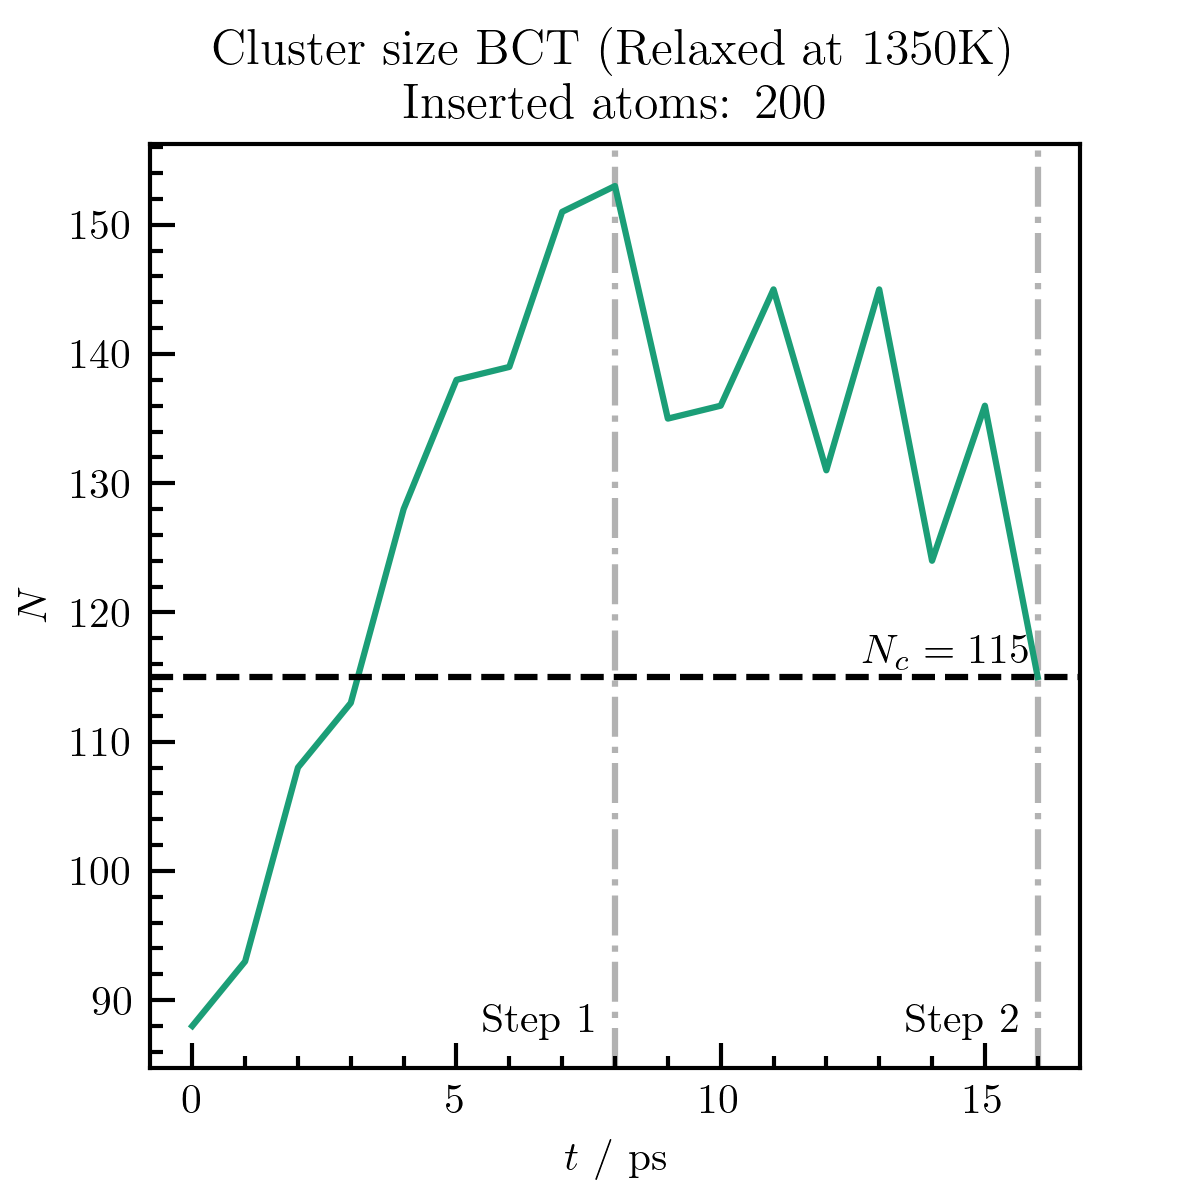 Cluster size BCT (Relaxed at 1350K)
Inserted atoms: 200
150
140
130
120
110
100
90
N
N_c = 115
Step 1
Step 2
0 5 10 15
t / ps